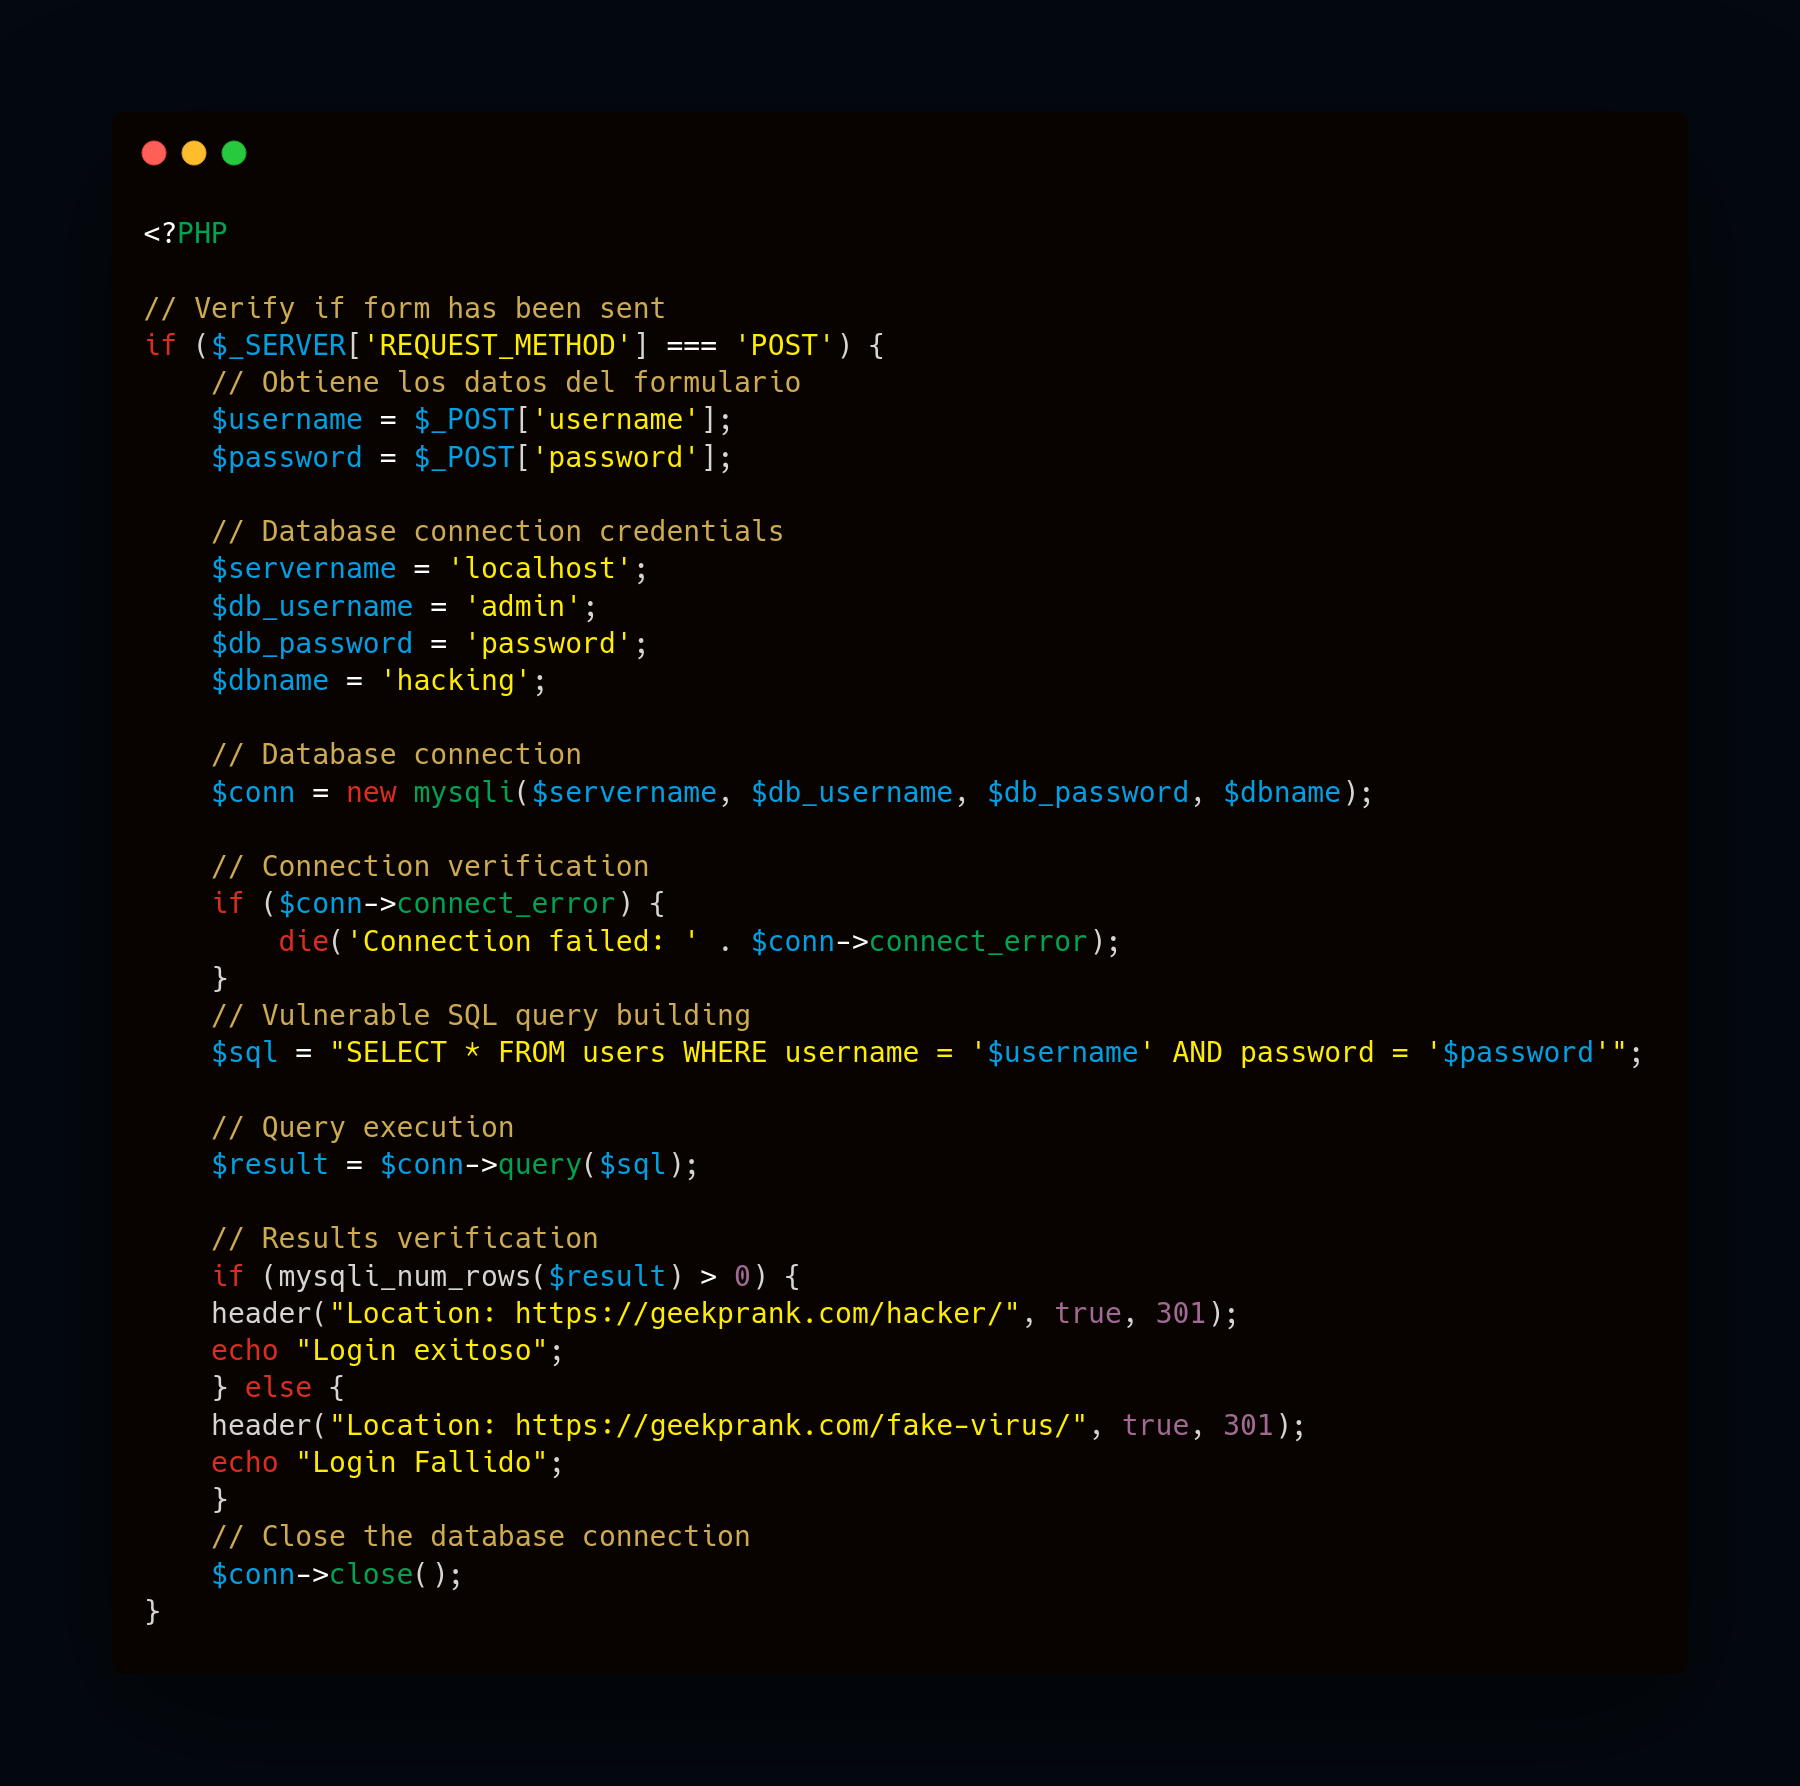 <?PHP
// Verify if form has been sent
if ($_SERVER['REQUEST_METHOD'] === 'POST') {
    // Obtiene los datos del formulario
    $username = $_POST['username'];
    $password = $_POST['password'];
    // Database connection credentials
    $servername = 'localhost';
    $db_username = 'admin';
    $db_password = 'password';
    $dbname = 'hacking';
    // Database connection
    $conn = new mysqli($servername, $db_username, $db_password, $dbname);
    // Connection verification
    if ($conn->connect_error) {
        die('Connection failed: ' . $conn->connect_error);
    }
    // Vulnerable SQL query building
    $sql = "SELECT * FROM users WHERE username = '$username' AND password = '$password'";
    // Query execution
    $result = $conn->query($sql);
    // Results verification
    if (mysqli_num_rows($result) > 0) {
    header("Location: https://geekprank.com/hacker/", true, 301);
    echo "Login exitoso";
    } else {
    header("Location: https://geekprank.com/fake-virus/", true, 301);
    echo "Login Fallido";
    }
    // Close the database connection
    $conn->close();
}